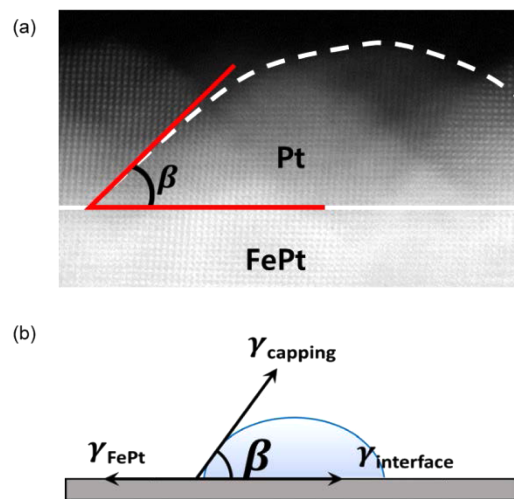 (a)
β
Pt
FePt
(b)
γcapping
γFePt
β
γinterface